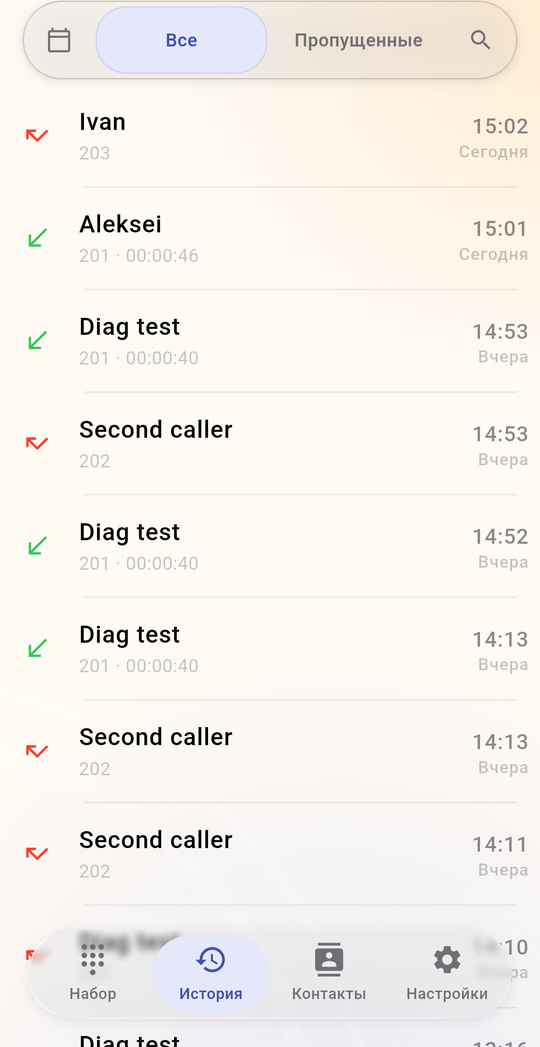 Все
Пропущенные
Ivan
15:02
203
Сегодня
Aleksei
15:01
201 · 00:00:46
Сегодня
Diag test
14:53
201 · 00:00:40
Вчера
Second caller
14:53
202
Вчера
Diag test
14:52
201 · 00:00:40
Вчера
Diag test
14:13
201 · 00:00:40
Вчера
Second caller
14:13
202
Вчера
Second caller
14:11
202
Вчера
Diag test
Набор
История
Контакты
Настройки
Diag test